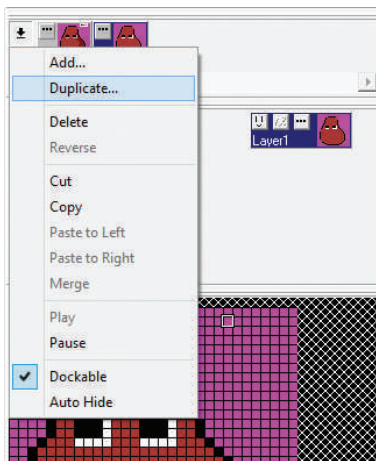 Add...
Duplicate...
Delete
Reverse
Cut
Copy
Paste to Left
Paste to Right
Merge
Play
Pause
Dockable
Auto Hide
Layer1